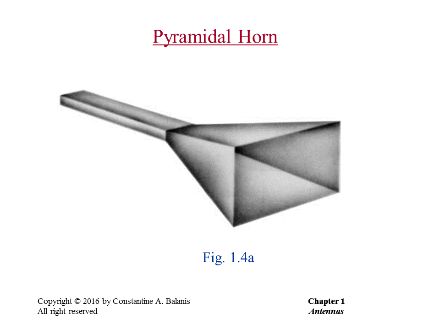 Pyramidal Horn
Fig. 1.4a
Copyright © 2016 by Constantine A. Balanis
All right reserved
Chapter 1
Antennas